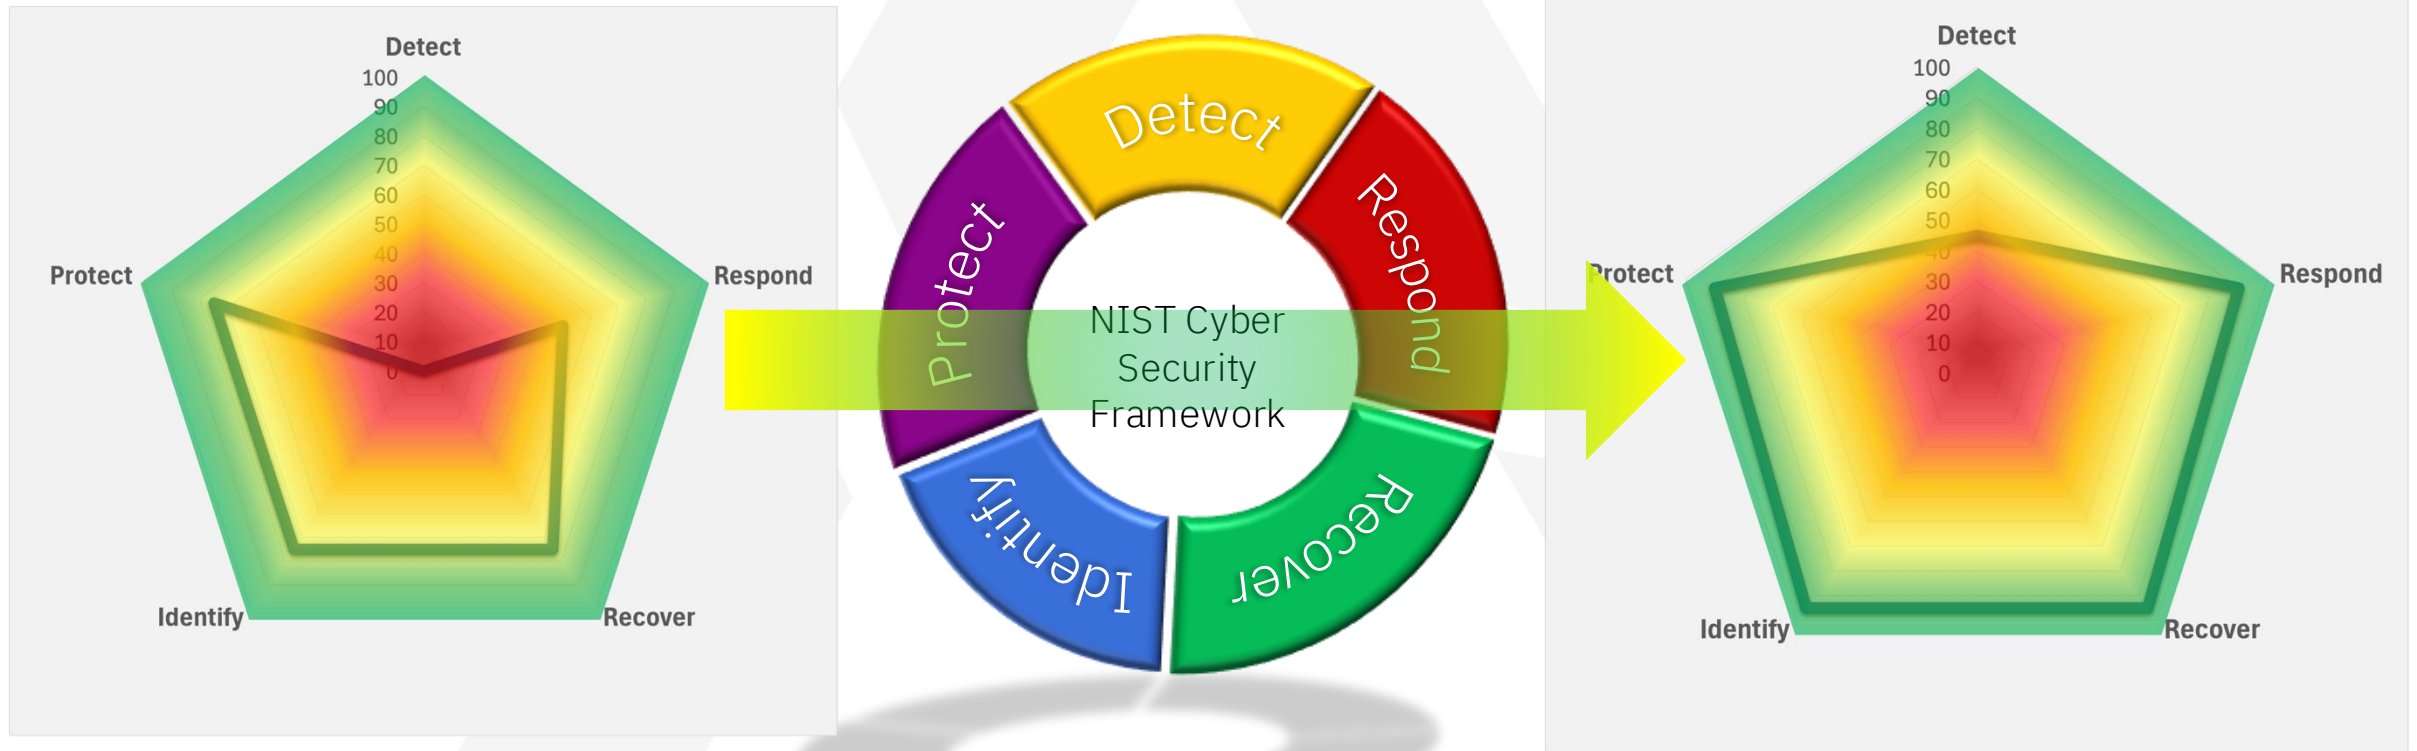 Detect
100
90
80
70
60
50
40
30
20
10
0
Protect
Respond
Identify
Recover
Detect
Respond
Protect
NIST Cyber
Security
Framework
Identify
Recover
Detect
100
90
80
70
60
50
40
30
20
10
0
Protect
Respond
Identify
Recover